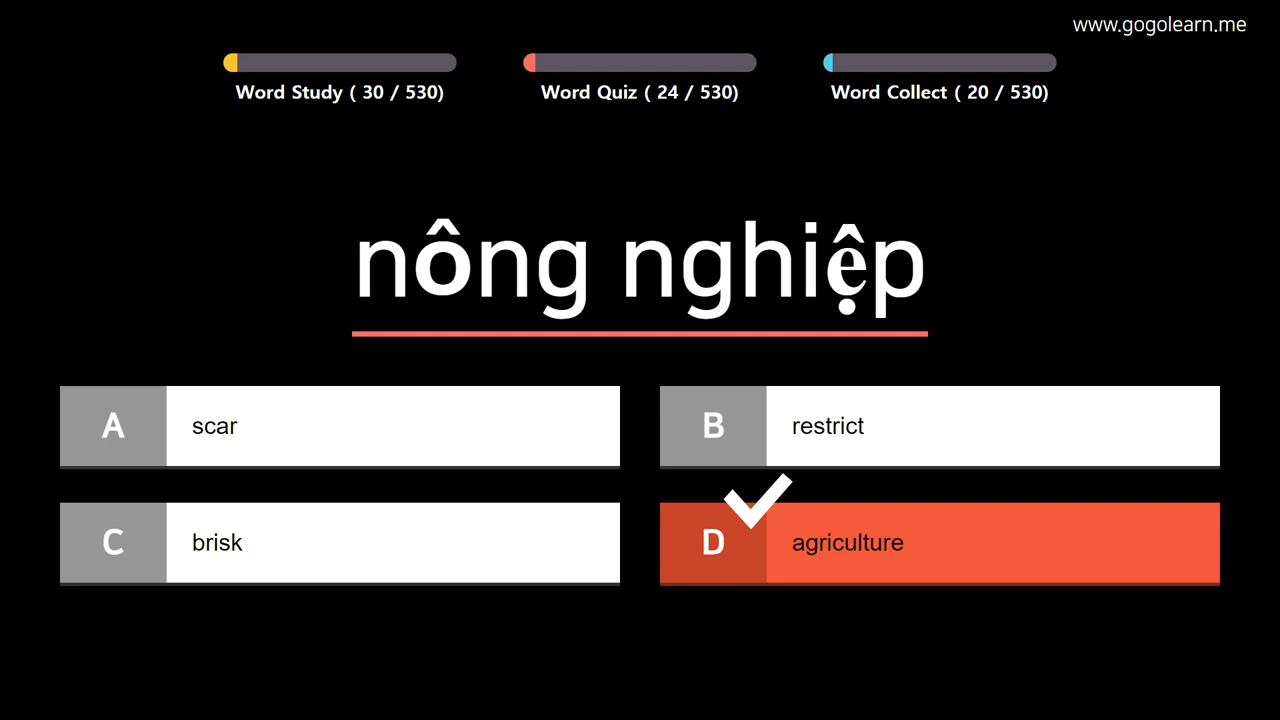 www.gogolearn.me
Word Study ( 30 / 530)
Word Quiz ( 24 / 530)
Word Collect ( 20 / 530)
nông nghiệp
A scar
B restrict
C brisk
D agriculture